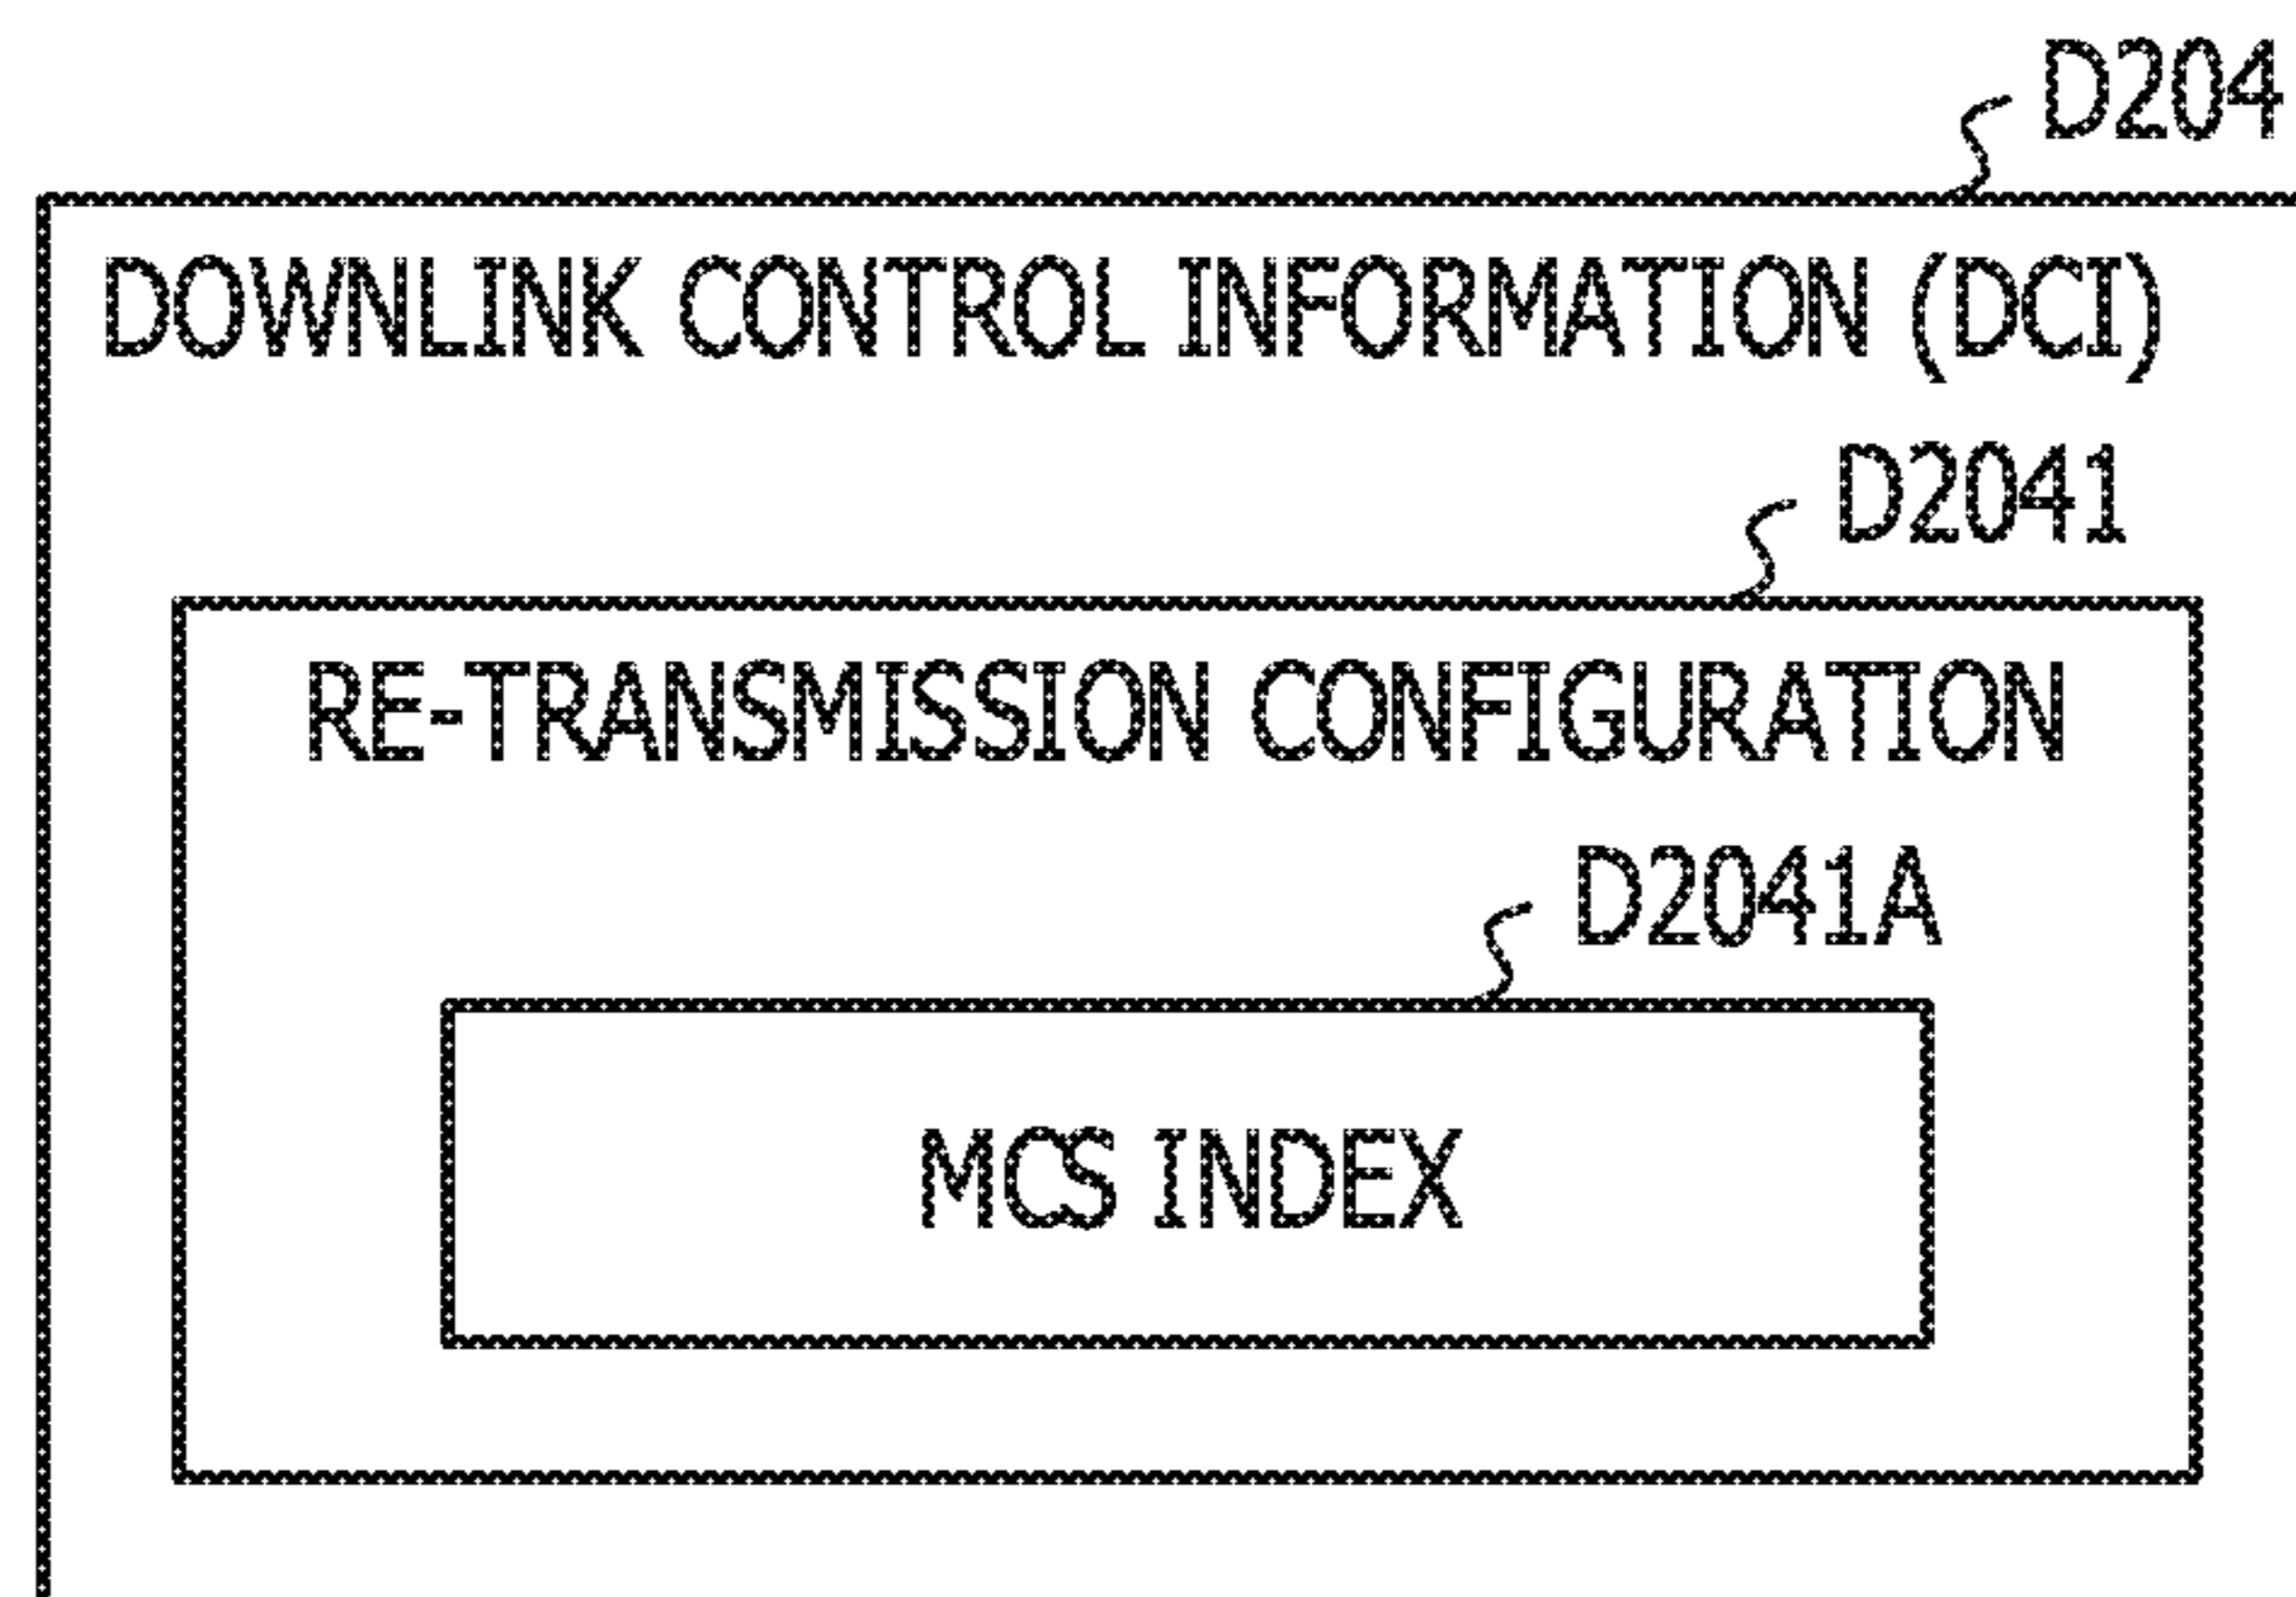 D204
DOWNLINK CONTROL INFORMATION (DCI)
D2041
RE-TRANSMISSION CONFIGURATION
D2041A
MCS INDEX